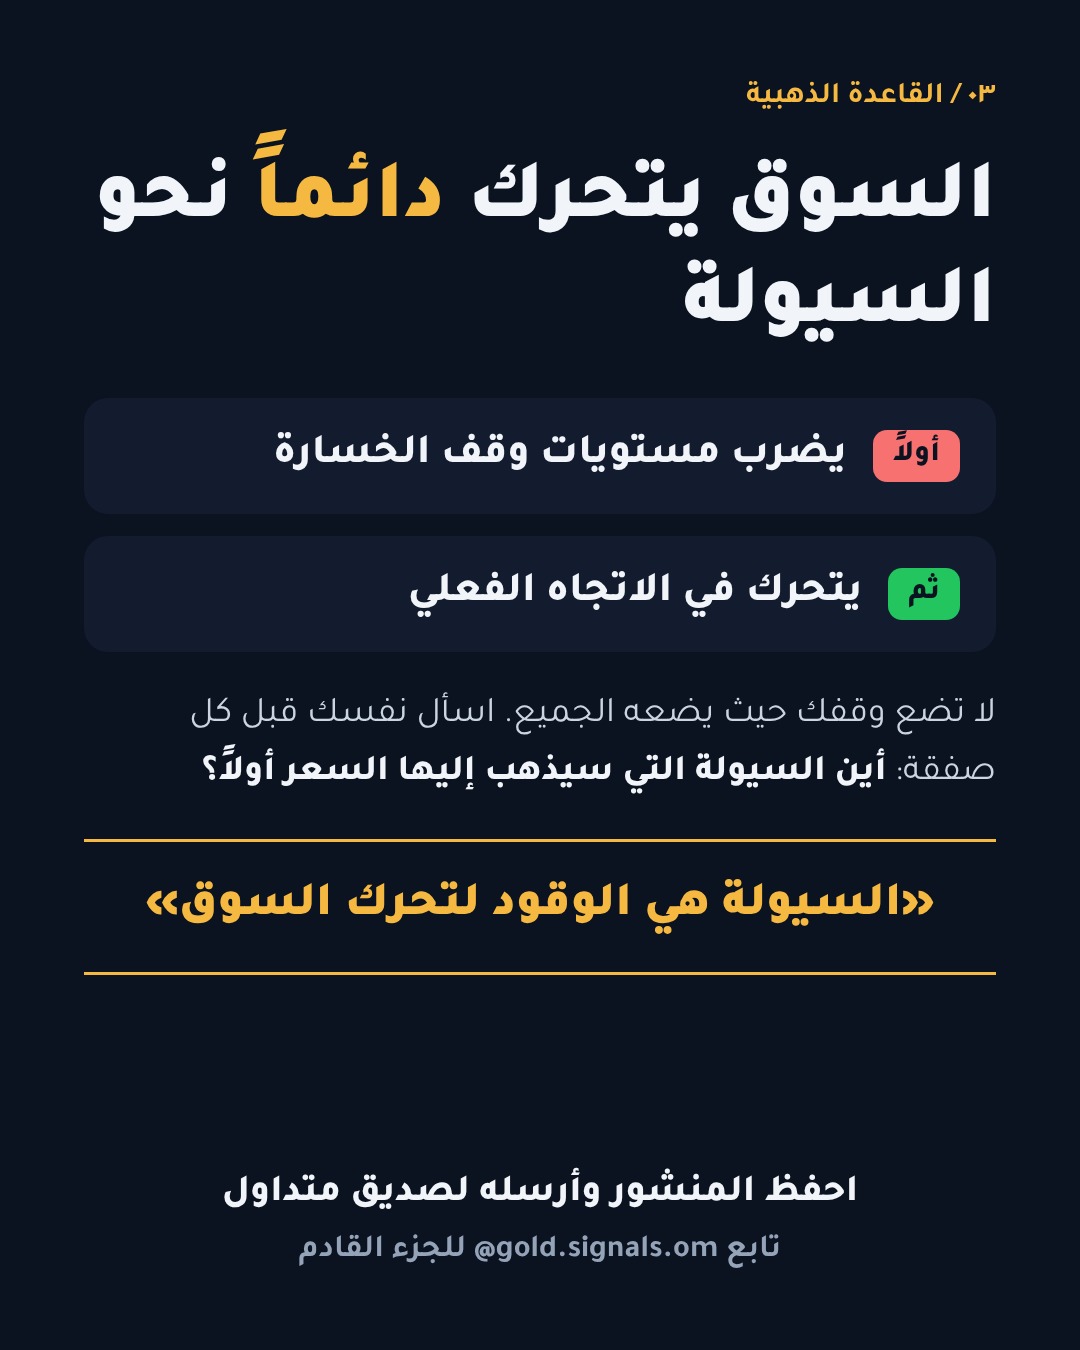 ٠٣ / القاعدة الذهبية
السوق يتحرك دائماً نحو
السيولة
أولاً يضرب مستويات وقف الخسارة
ثم يتحرك في الاتجاه الفعلي
لا تضع وقفك حيث يضعه الجميع. اسأل نفسك قبل كل
صفقة: أين السيولة التي سيذهب إليها السعر أولاً؟
«السيولة هي الوقود لتحرك السوق»
احفظ المنشور وأرسله لصديق متداول
تابع @gold.signals.om للجزء القادم